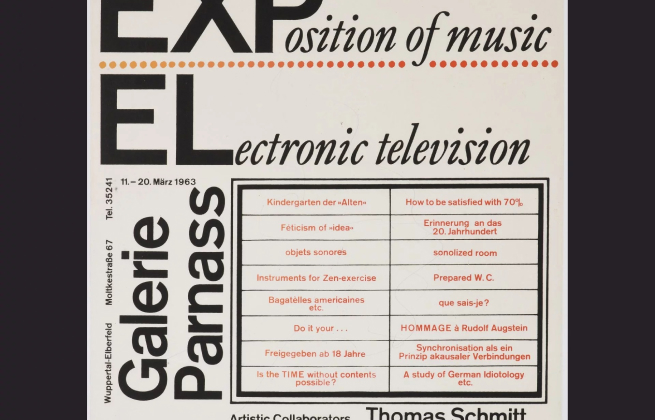 EXPosition of music
ELectronic television
11.–20. März 1963
Wuppertal-Elberfeld Moltkestraße 67 Tel. 35241
Galerie
Parnass
Kindergarten der »Alten«
How to be satisfied with 70%
Féticism of »idea«
Erinnerung an das
20. Jahrhundert
objets sonores
sonolized room
Instruments for Zen-exercise
Prepared W. C.
Bagatèlles americaines
etc.
que sais-je?
Do it your . . .
HOMMAGE à Rudolf Augstein
Freigegeben ab 18 Jahre
Synchronisation als ein
Prinzip akausaler Verbindungen
Is the TIME without contents
possible?
A study of German Idiotology
etc.
Artistic Collaborators Thomas Schmitt